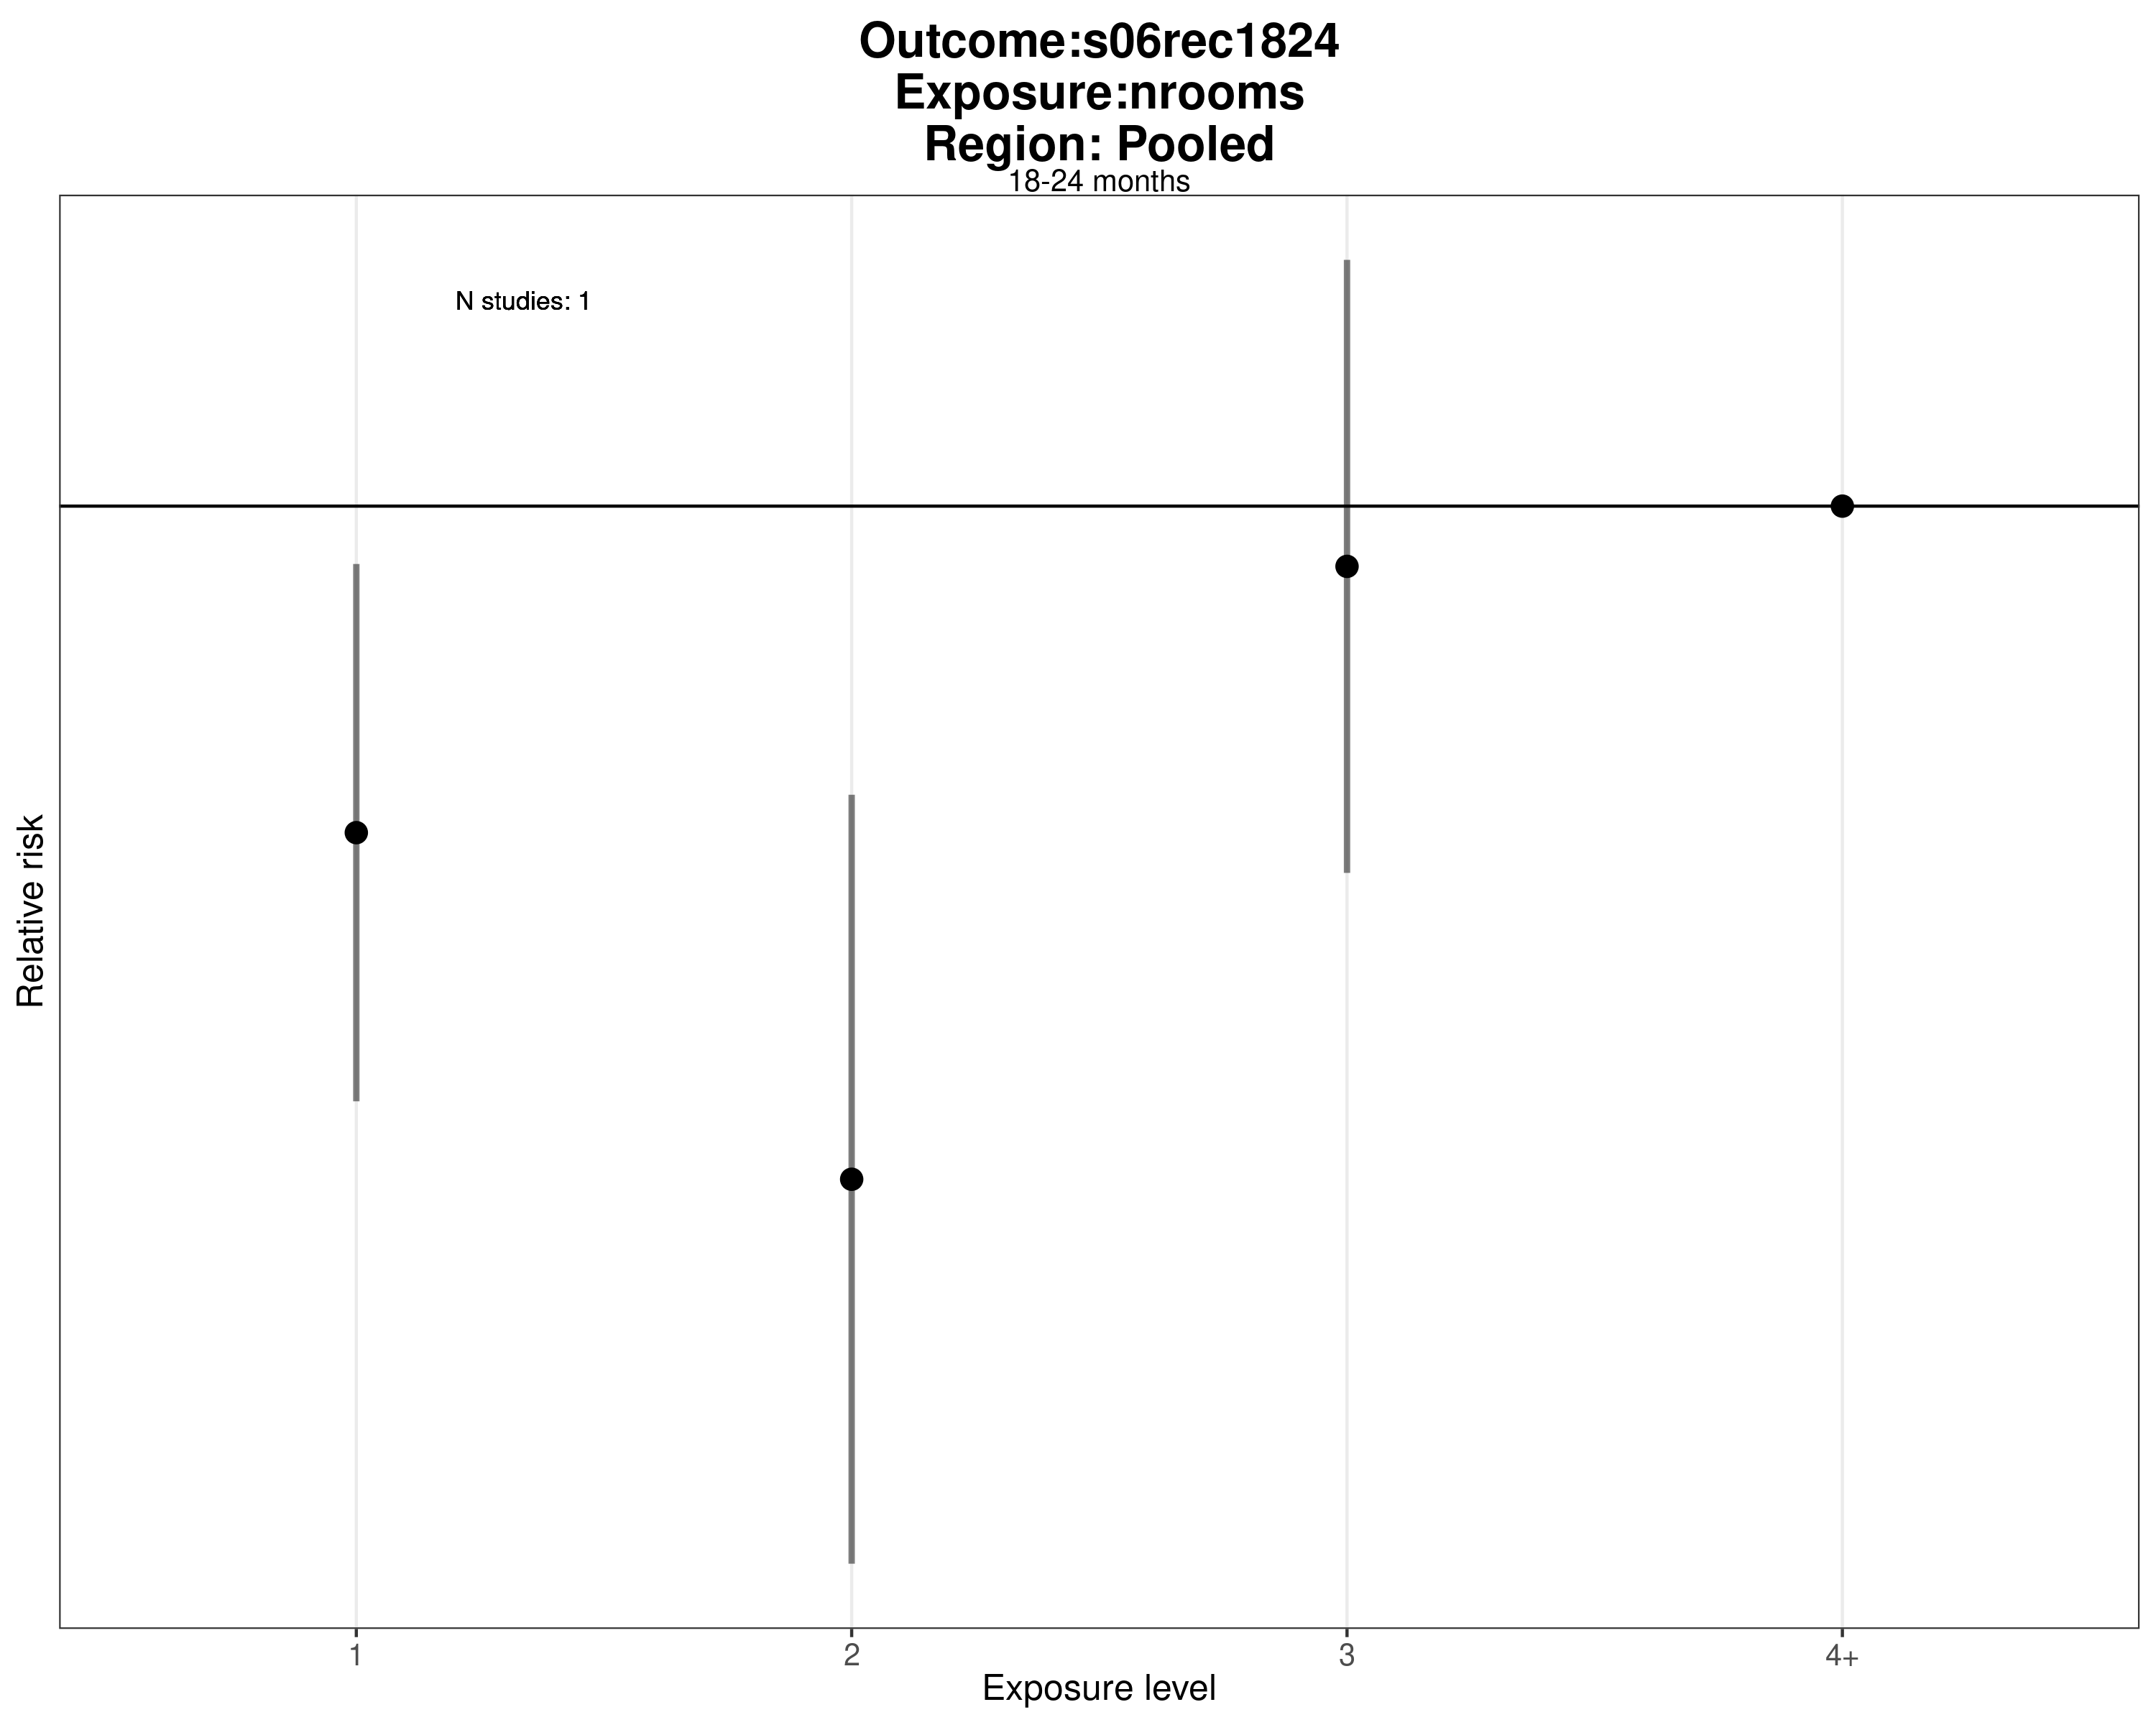 Outcome:s06rec1824
Exposure:nrooms
Region: Pooled
18-24 months
N studies: 1
Relative risk
1
2
3
4+
Exposure level